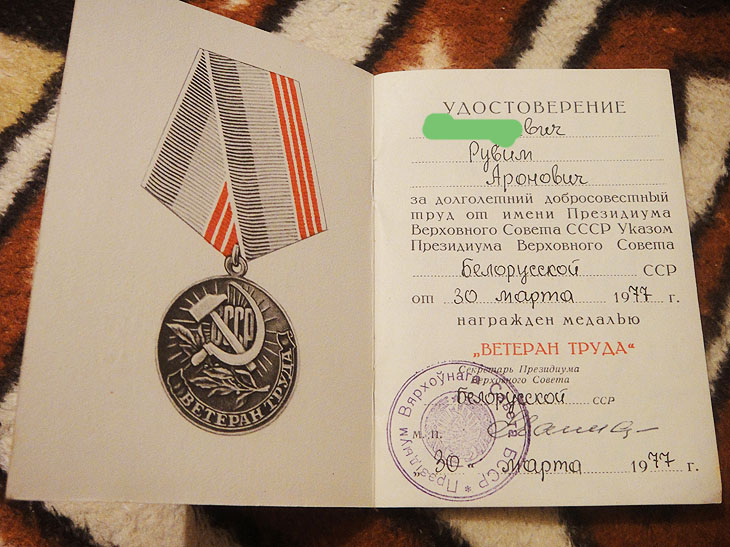 СССР
ВЕТЕРАН ТРУДА
УДОСТОВЕРЕНИЕ
вич
Рувим
Аронович
за долголетний добросовестный
труд от имени Президиума
Верховного Совета СССР Указом
Президиума Верховного Совета
Белорусской ССР
от 30 марта 1977 г.
награжден медалью
„ВЕТЕРАН ТРУДА“
Секретарь Президиума
Верховного Совета
Белорусской ССР
М. П.
„30“ марта 1977 г.
Прэзідыум Вярхоўнага Савета БССР *